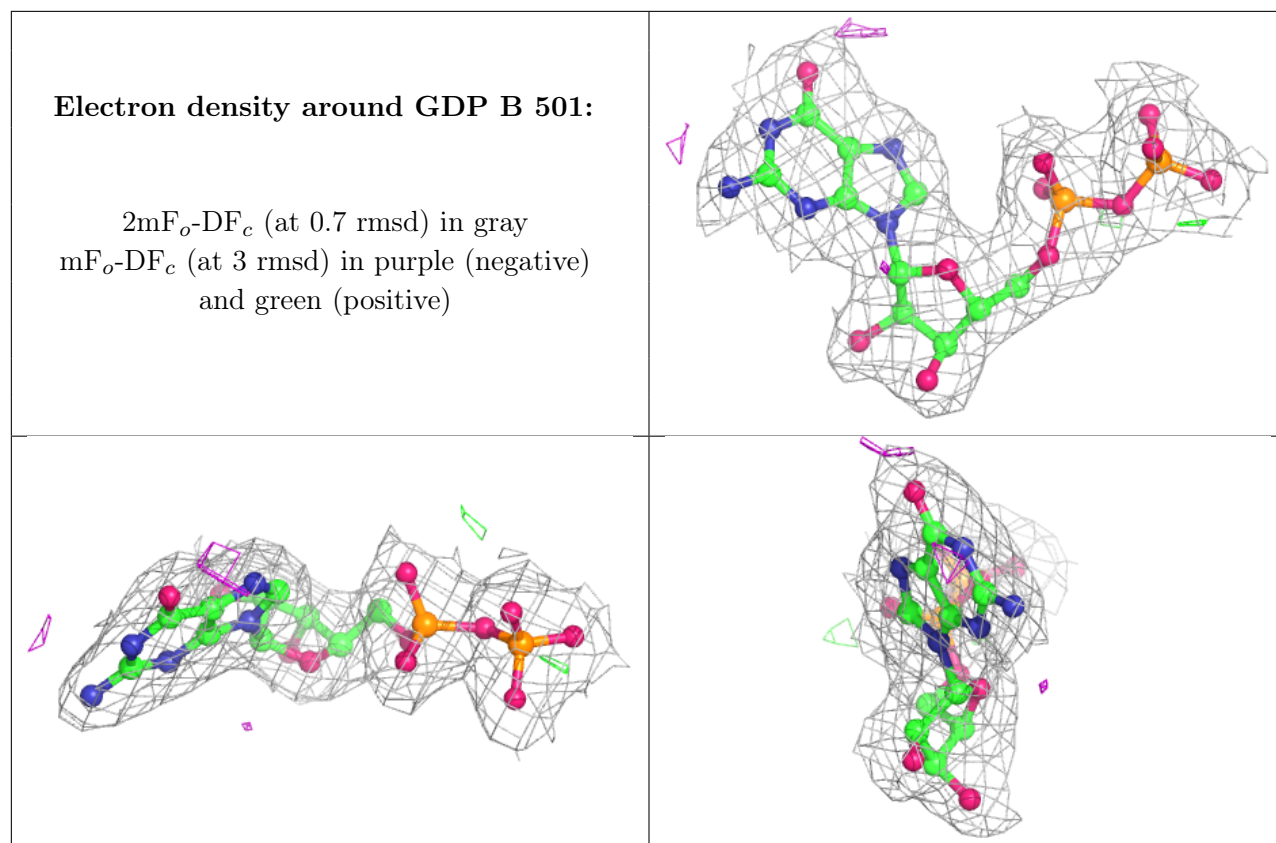 Electron density around GDP B 501:
2mFo-DFc (at 0.7 rmsd) in gray
mFo-DFc (at 3 rmsd) in purple (negative)
and green (positive)